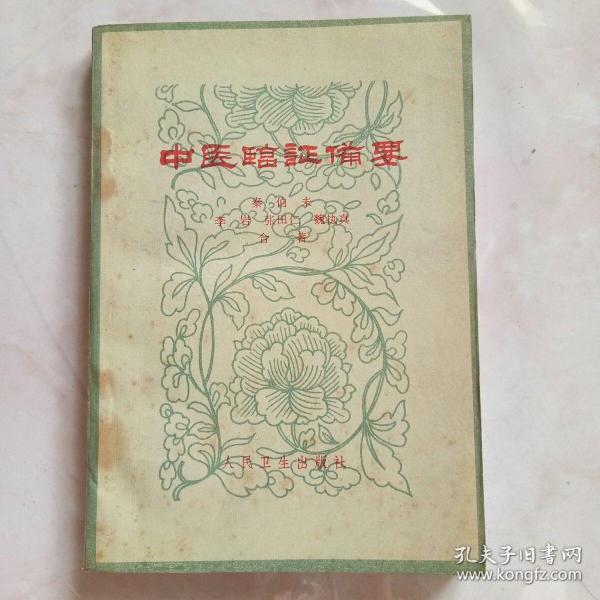 中医臨証備要
秦伯未
李岩 张田仁 魏执真
合著
人民卫生出版社
孔夫子旧书网
www.kongfz.com